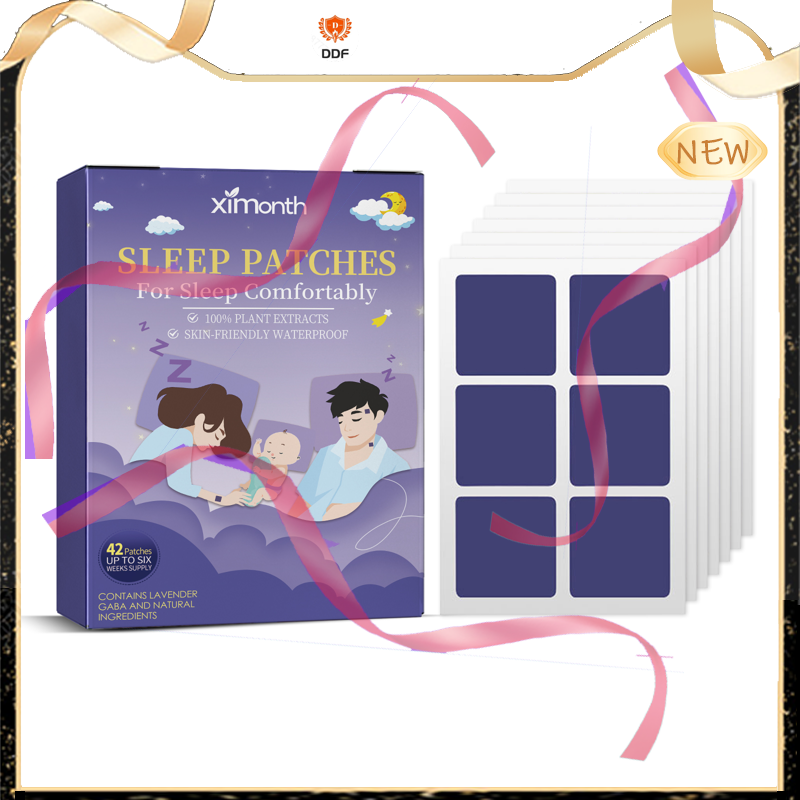 DDF
NEW
xımonth
SLEEP PATCHES
For Sleep Comfortably
100% PLANT EXTRACTS
SKIN-FRIENDLY WATERPROOF
z
z
Z
z
z
z
42 Patches
UP TO SIX
WEEKS SUPPLY
CONTAINS LAVENDER
GABA AND NATURAL
INGREDIENTS